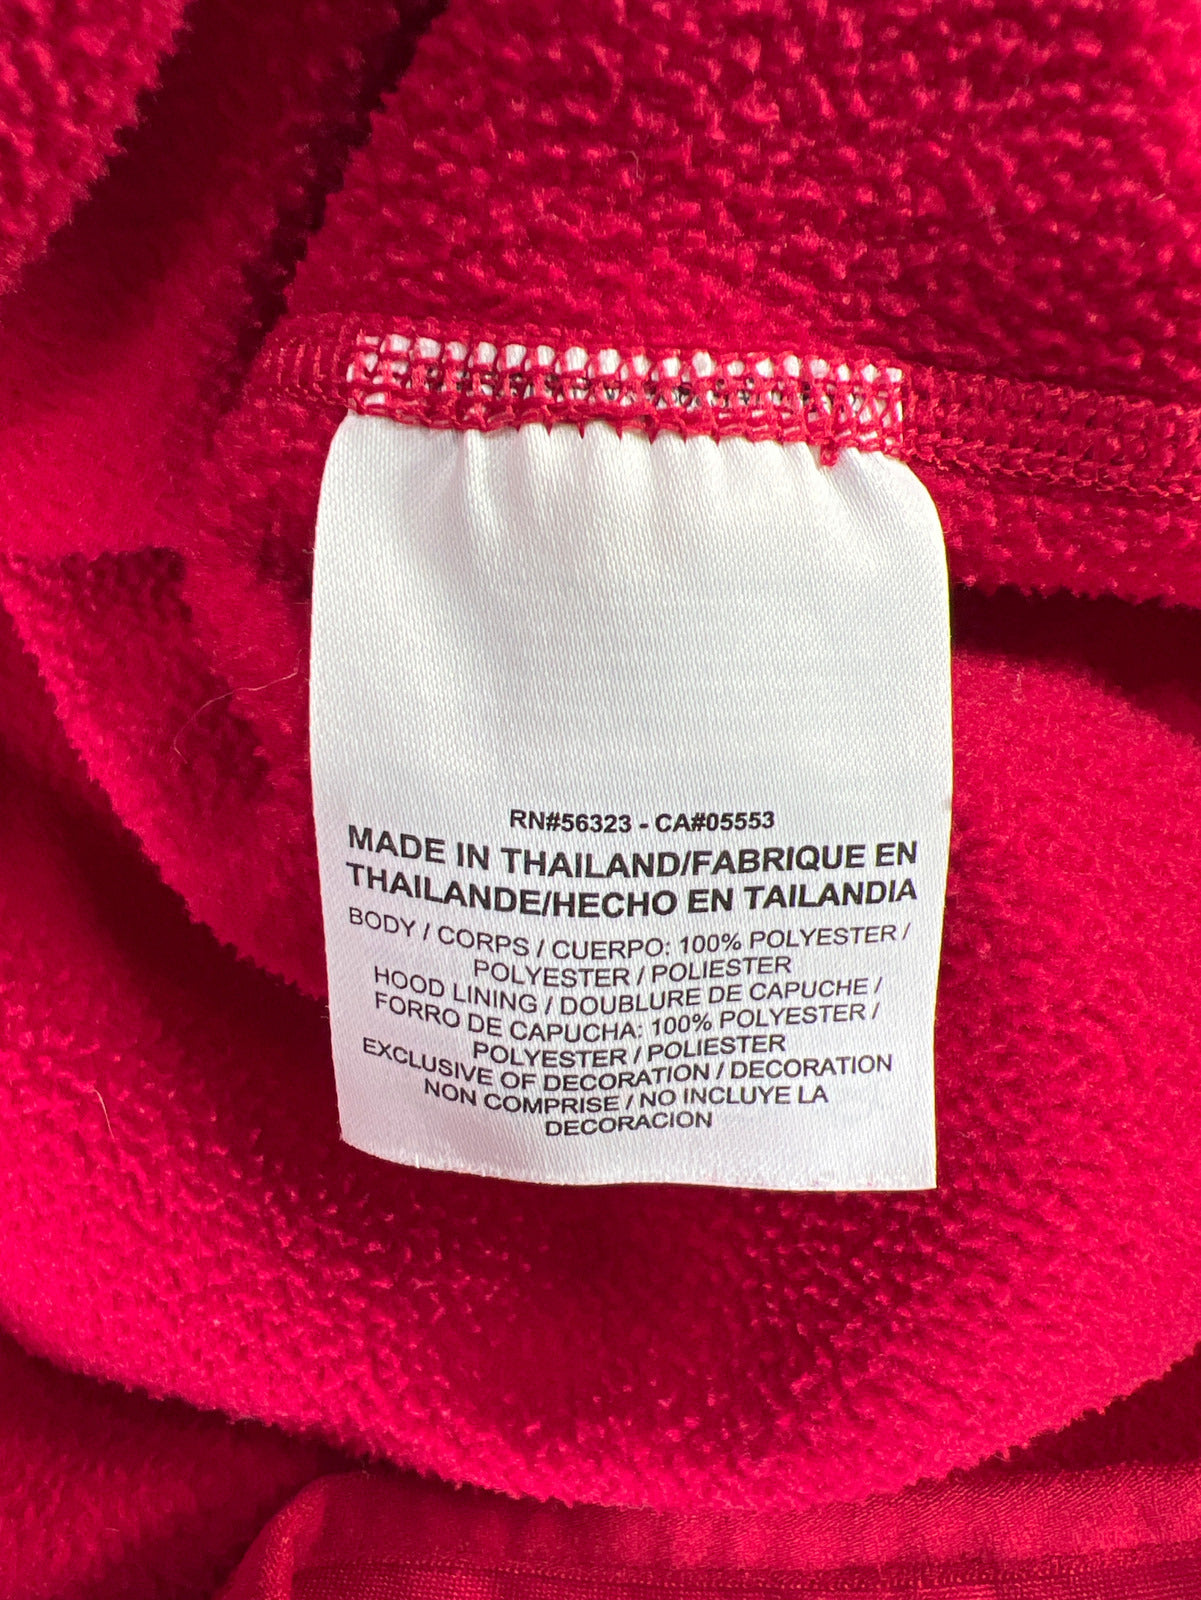 RN#56323 - CA#05553
MADE IN THAILAND/FABRIQUE EN
THAILANDE/HECHO EN TAILANDIA
BODY / CORPS / CUERPO: 100% POLYESTER /
POLYESTER / POLIESTER
HOOD LINING / DOUBLURE DE CAPUCHE /
FORRO DE CAPUCHA: 100% POLYESTER /
POLYESTER / POLIESTER
EXCLUSIVE OF DECORATION / DECORATION
NON COMPRISE / NO INCLUYE LA
DECORACION